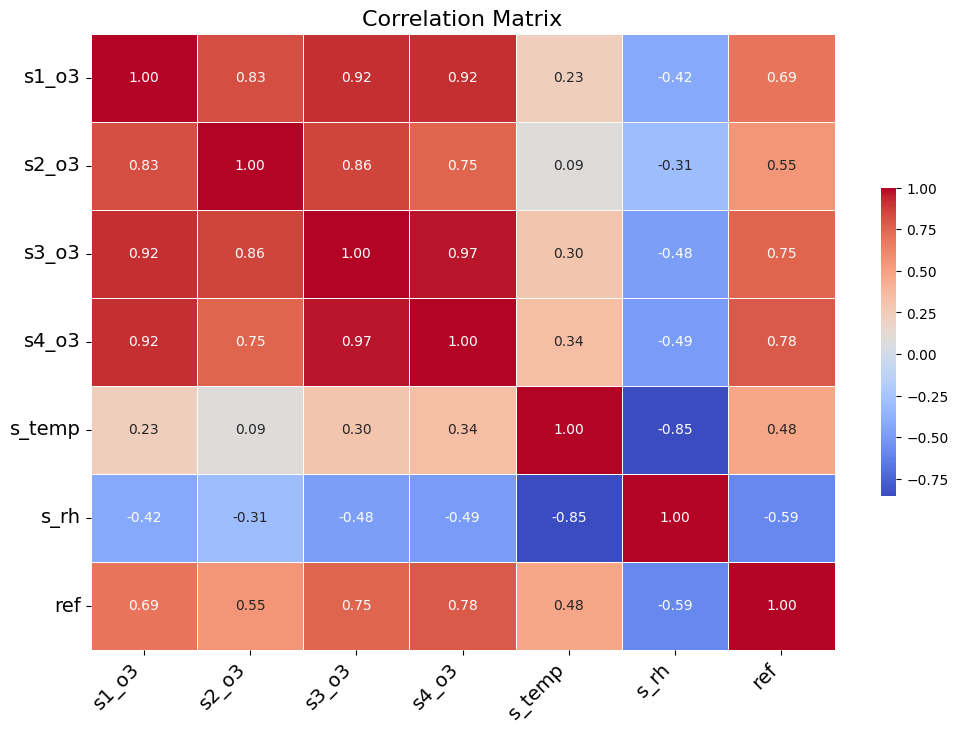 Correlation Matrix
s1_o3 1.00 0.83 0.92 0.92 0.23 -0.42 0.69
s2_o3 0.83 1.00 0.86 0.75 0.09 -0.31 0.55
s3_o3 0.92 0.86 1.00 0.97 0.30 -0.48 0.75
s4_o3 0.92 0.75 0.97 1.00 0.34 -0.49 0.78
s_temp 0.23 0.09 0.30 0.34 1.00 -0.85 0.48
s_rh -0.42 -0.31 -0.48 -0.49 -0.85 1.00 -0.59
ref 0.69 0.55 0.75 0.78 0.48 -0.59 1.00
s1_o3 s2_o3 s3_o3 s4_o3 s_temp s_rh ref
1.00
0.75
0.50
0.25
0.00
−0.25
−0.50
−0.75